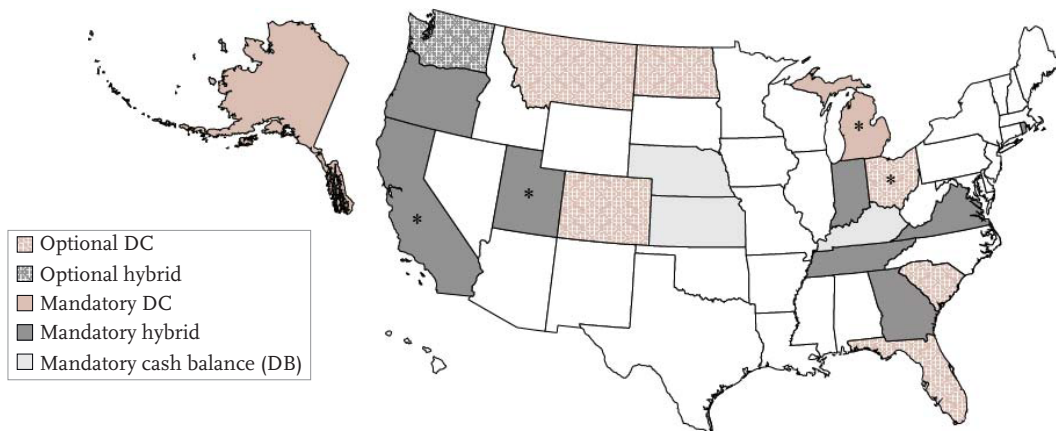 *
*
*
*
Optional DC
Optional hybrid
Mandatory DC
Mandatory hybrid
Mandatory cash balance (DB)